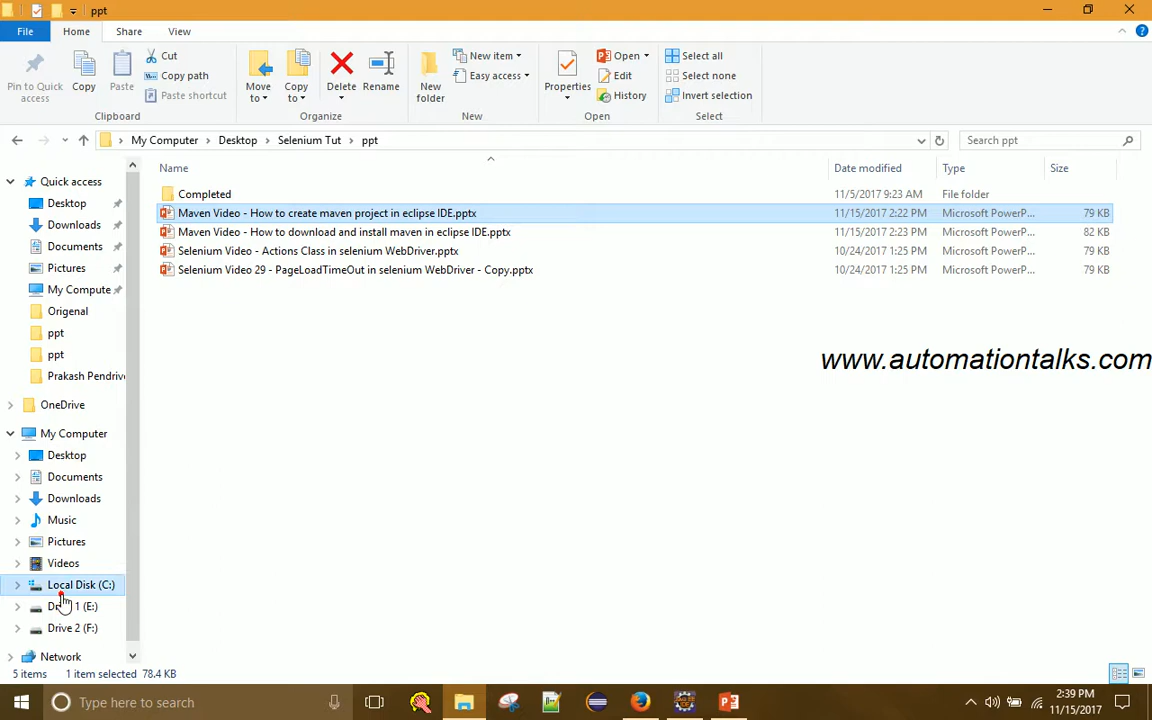 ppt
File
Home
Share
View
Pin to Quick access
Copy
Paste
Cut
Copy path
Paste shortcut
Move to
Copy to
Delete
Rename
New folder
New item
Easy access
Properties
Open
Edit
History
Select all
Select none
Invert selection
Clipboard
Organize
New
Open
Select
My Computer
Desktop
Selenium Tut
ppt
Search ppt
Name
Date modified
Type
Size
Completed 11/5/2017 9:23 AM File folder
Maven Video - How to create maven project in eclipse IDE.pptx 11/15/2017 2:22 PM Microsoft PowerP... 79 KB
Maven Video - How to download and install maven in eclipse IDE.pptx 11/15/2017 2:23 PM Microsoft PowerP... 82 KB
Selenium Video - Actions Class in selenium WebDriver.pptx 10/24/2017 1:25 PM Microsoft PowerP... 79 KB
Selenium Video 29 - PageLoadTimeOut in selenium WebDriver - Copy.pptx 10/24/2017 1:25 PM Microsoft PowerP... 79 KB
Quick access
Desktop
Downloads
Documents
Pictures
My Compute
Origenal
ppt
ppt
Prakash Pendriv
OneDrive
My Computer
Desktop
Documents
Downloads
Music
Pictures
Videos
Local Disk (C:)
1 (E:)
Drive 2 (F:)
Network
www.automationtalks.com
5 items 1 item selected 78.4 KB
Type here to search
2:39 PM
11/15/2017